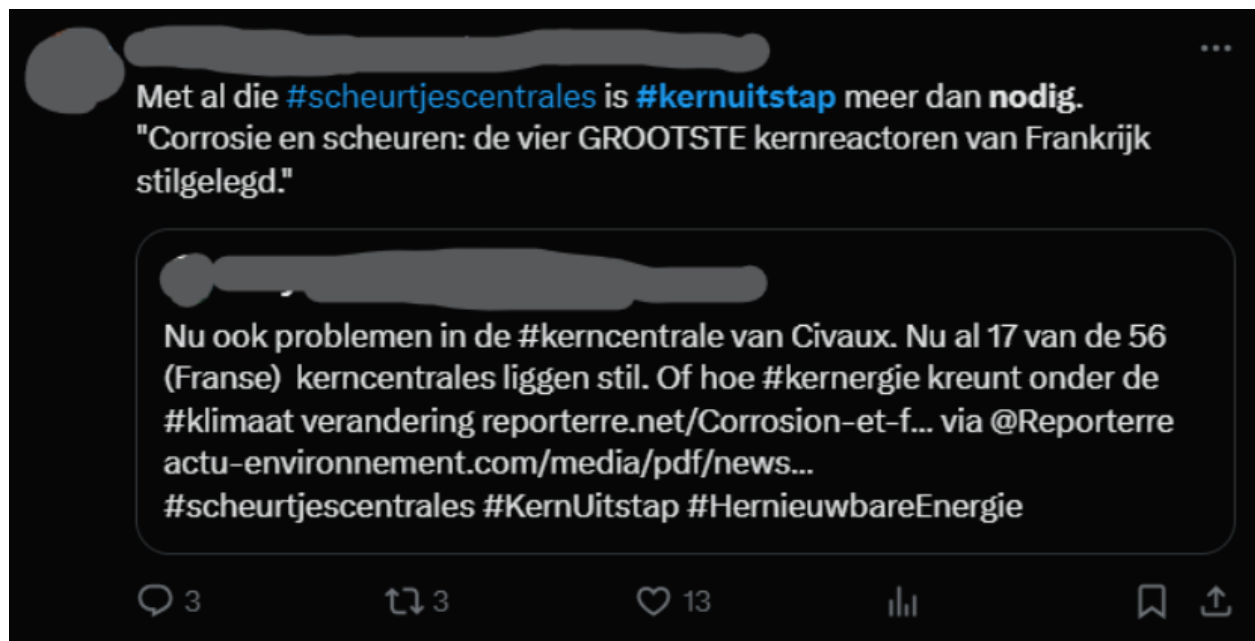 Met al die #scheurtjescentrales is #kernuitstap meer dan nodig.
"Corrosie en scheuren: de vier GROOTSTE kernreactoren van Frankrijk
stilgelegd."
Nu ook problemen in de #kerncentrale van Civaux. Nu al 17 van de 56
(Franse)  kerncentrales liggen stil. Of hoe #kernergie kreunt onder de
#klimaat verandering reporterre.net/Corrosion-et-f... via @Reporterre
actu-environnement.com/media/pdf/news...
#scheurtjescentrales #KernUitstap #HernieuwbareEnergie
3 3 13